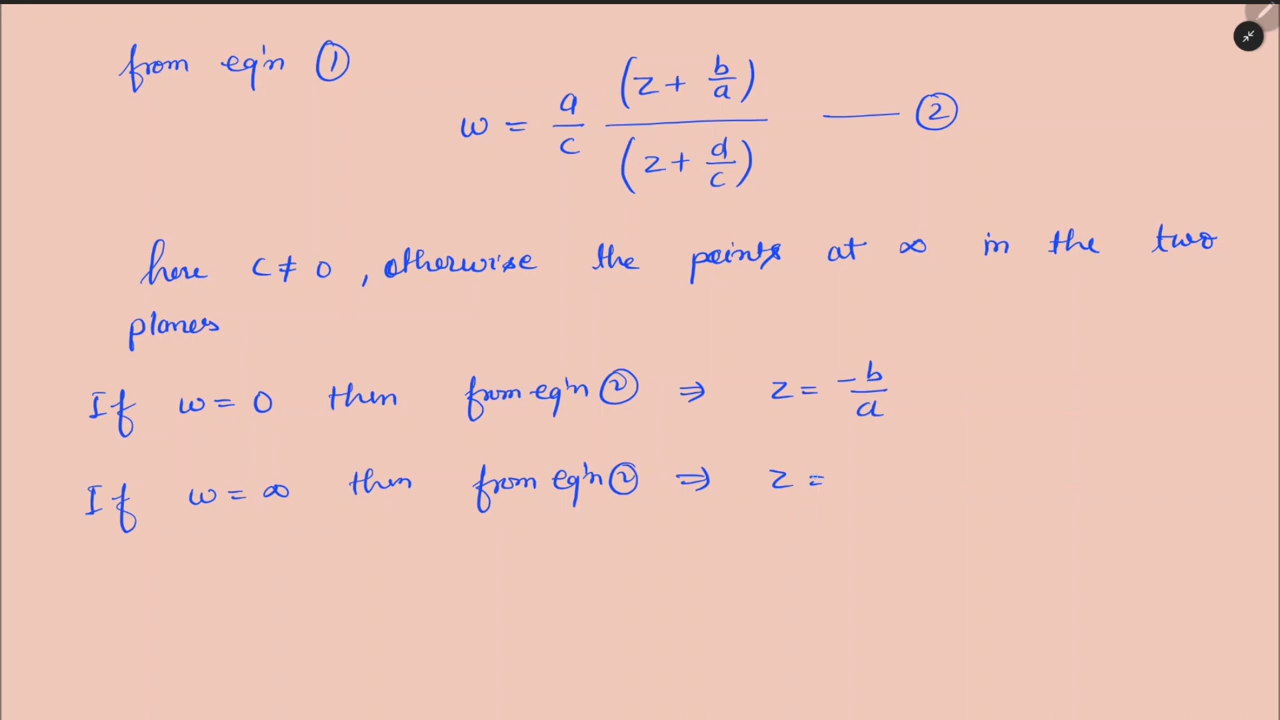 from eq'n ①
w = a/c (z + b/a) / (z + d/c) —— ②
here c ≠ 0, otherwise the points at ∞ in the two
planes
If w = 0 then from eq'n ② ⇒ z = -b/a
If w = ∞ then from eq'n ② ⇒ z =